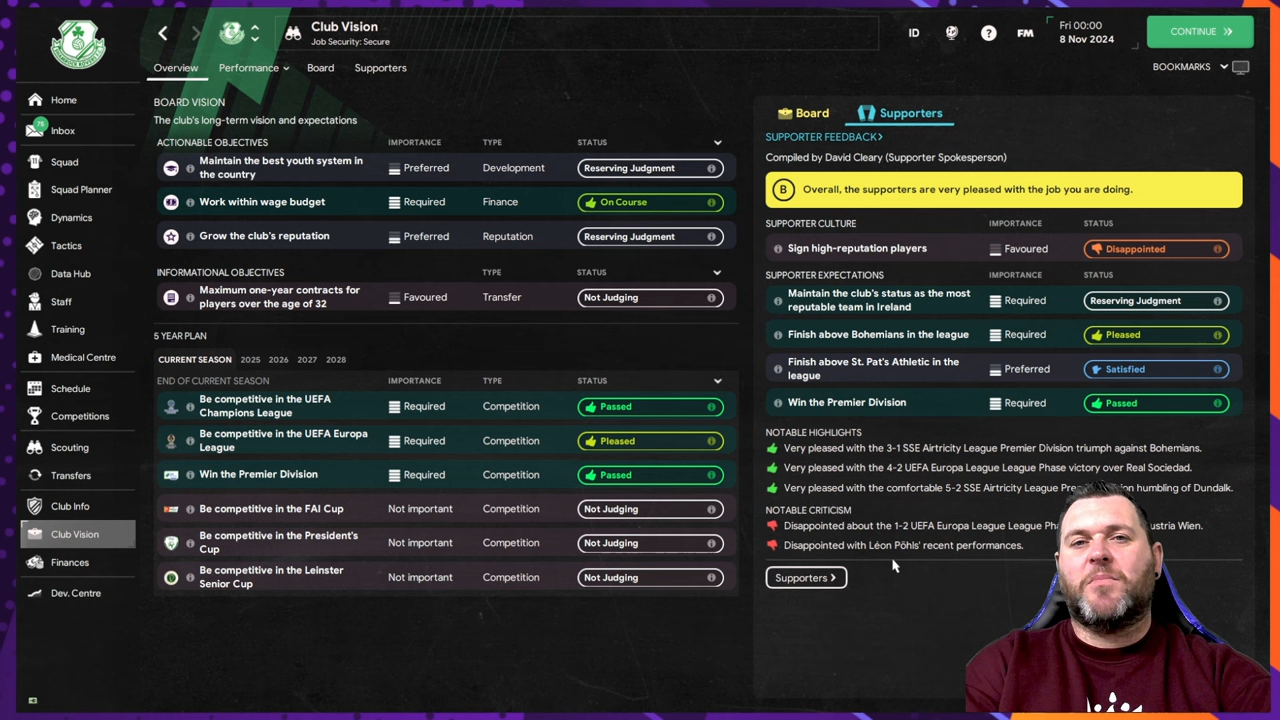 Club Vision
Job Security: Secure
ID
?
FM
Fri 00:00
8 Nov 2024
CONTINUE
Overview
Performance
Board
Supporters
BOOKMARKS
Home
75
Inbox
Squad
Squad Planner
Dynamics
Tactics
Data Hub
Staff
Training
Medical Centre
Schedule
Competitions
Scouting
Transfers
Club Info
Club Vision
Finances
Dev. Centre
BOARD VISION
The club's long-term vision and expectations
ACTIONABLE OBJECTIVES IMPORTANCE TYPE STATUS
Maintain the best youth system in
the country
Preferred Development Reserving Judgment
Work within wage budget Required Finance On Course
Grow the club's reputation Preferred Reputation Reserving Judgment
INFORMATIONAL OBJECTIVES IMPORTANCE TYPE STATUS
Maximum one-year contracts for
players over the age of 32
Favoured Transfer Not Judging
5 YEAR PLAN
CURRENT SEASON 2025 2026 2027 2028
END OF CURRENT SEASON IMPORTANCE TYPE STATUS
Be competitive in the UEFA
Champions League
Required Competition Passed
Be competitive in the UEFA Europa
League
Required Competition Pleased
Win the Premier Division Required Competition Passed
Be competitive in the FAI Cup Not important Competition Not Judging
Be competitive in the President's
Cup
Not important Competition Not Judging
Be competitive in the Leinster
Senior Cup
Not important Competition Not Judging
Board
Supporters
SUPPORTER FEEDBACK>
Compiled by David Cleary (Supporter Spokesperson)
B Overall, the supporters are very pleased with the job you are doing.
SUPPORTER CULTURE IMPORTANCE STATUS
Sign high-reputation players Favoured Disappointed
SUPPORTER EXPECTATIONS IMPORTANCE STATUS
Maintain the club's status as the most
reputable team in Ireland
Required Reserving Judgment
Finish above Bohemians in the league Required Pleased
Finish above St. Pat's Athletic in the
league
Preferred Satisfied
Win the Premier Division Required Passed
NOTABLE HIGHLIGHTS
Very pleased with the 3-1 SSE Airtricity League Premier Division triumph against Bohemians.
Very pleased with the 4-2 UEFA Europa League League Phase victory over Real Sociedad.
Very pleased with the comfortable 5-2 SSE Airtricity League humbling of Dundalk.
NOTABLE CRITICISM
Disappointed about the 1-2 UEFA Europa League League Wien.
Disappointed with Léon Pöhls' recent performances.
Supporters >